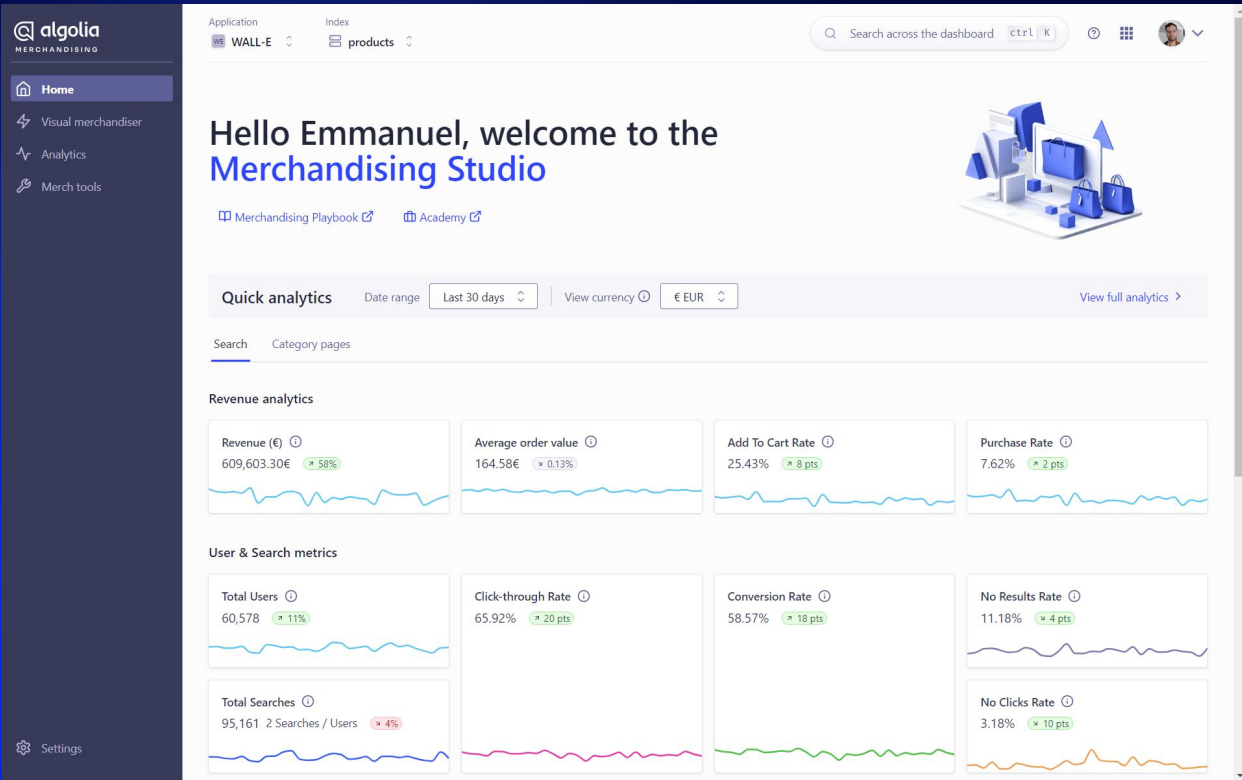 algolia
MERCHANDISING
Application
Index
WE WALL-E
products
Search across the dashboard ctrl K
Home
Visual merchandiser
Analytics
Merch tools
Settings
Hello Emmanuel, welcome to the
Merchandising Studio
Merchandising Playbook
Academy
Quick analytics
Date range
Last 30 days
View currency
€ EUR
View full analytics
Search
Category pages
Revenue analytics
Revenue (€)
609,603.30€ 58%
Average order value
164.58€ 0.13%
Add To Cart Rate
25.43% 8 pts
Purchase Rate
7.62% 2 pts
User & Search metrics
Total Users
60,578 11%
Click-through Rate
65.92% 20 pts
Conversion Rate
58.57% 18 pts
No Results Rate
11.18% 4 pts
Total Searches
95,161 2 Searches / Users 4%
No Clicks Rate
3.18% 10 pts